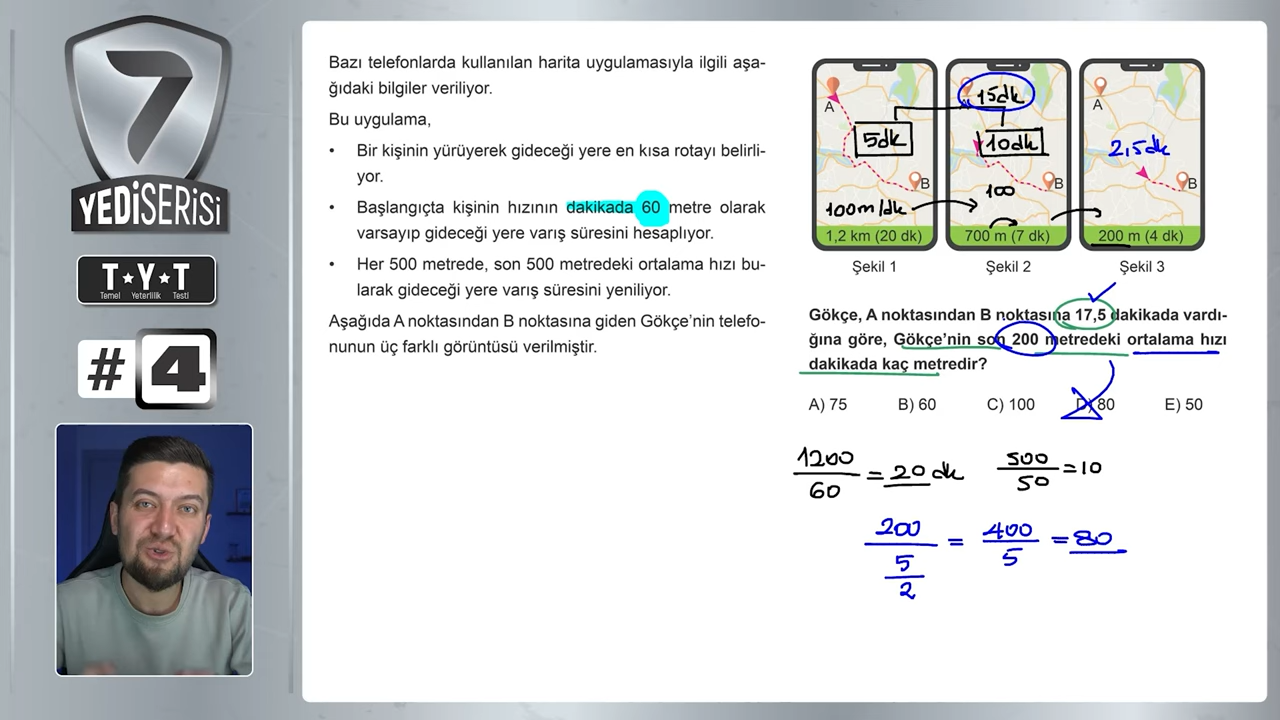 7
YEDİSERİSİ
T★Y★T
Temel Yeterlilik Testi
#4
Bazı telefonlarda kullanılan harita uygulamasıyla ilgili aşa-
ğıdaki bilgiler veriliyor.
Bu uygulama,
• Bir kişinin yürüyerek gideceği yere en kısa rotayı belirli-
yor.
• Başlangıçta kişinin hızının dakikada 60 metre olarak
varsayıp gideceği yere varış süresini hesaplıyor.
• Her 500 metrede, son 500 metredeki ortalama hızı bu-
larak gideceği yere varış süresini yeniliyor.
Aşağıda A noktasından B noktasına giden Gökçe'nin telefo-
nunun üç farklı görüntüsü verilmiştir.
A
5dk
B
100m/dk
1,2 km (20 dk)
Şekil 1
15dk
10dk
B
100
700 m (7 dk)
Şekil 2
A
2,5dk
B
200 m (4 dk)
Şekil 3
Gökçe, A noktasından B noktasına 17,5 dakikada vardı-
ğına göre, Gökçe'nin son 200 metredeki ortalama hızı
dakikada kaç metredir?
A) 75 B) 60 C) 100 D) 80 E) 50
1200/60 = 20 dk
500/50 = 10
200/(5/2) = 400/5 = 80